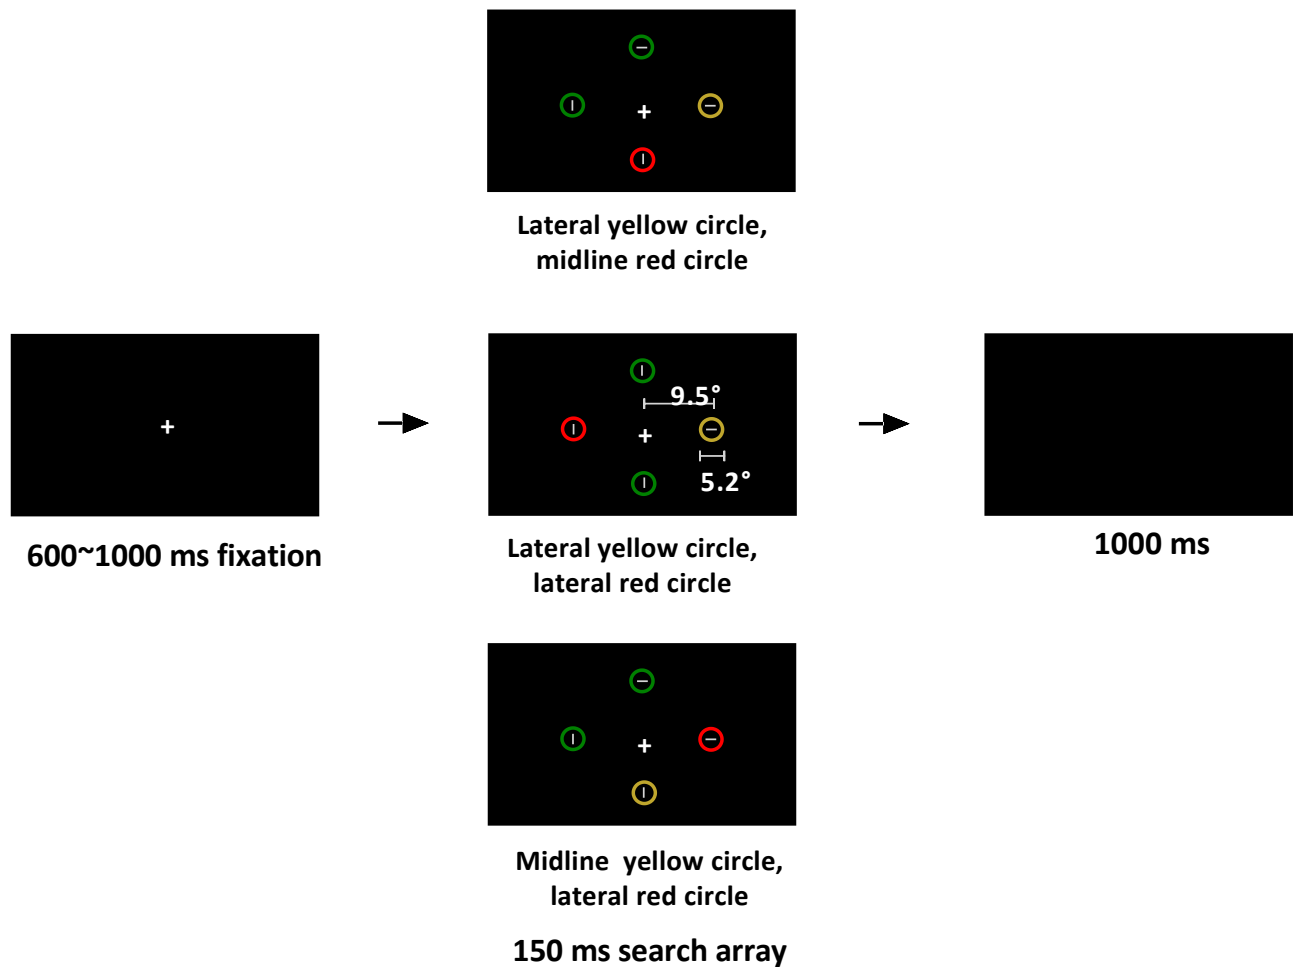 Lateral yellow circle,
midline red circle
600~1000 ms fixation
9.5°
5.2°
Lateral yellow circle,
lateral red circle
1000 ms
Midline  yellow circle,
lateral red circle
150 ms search array